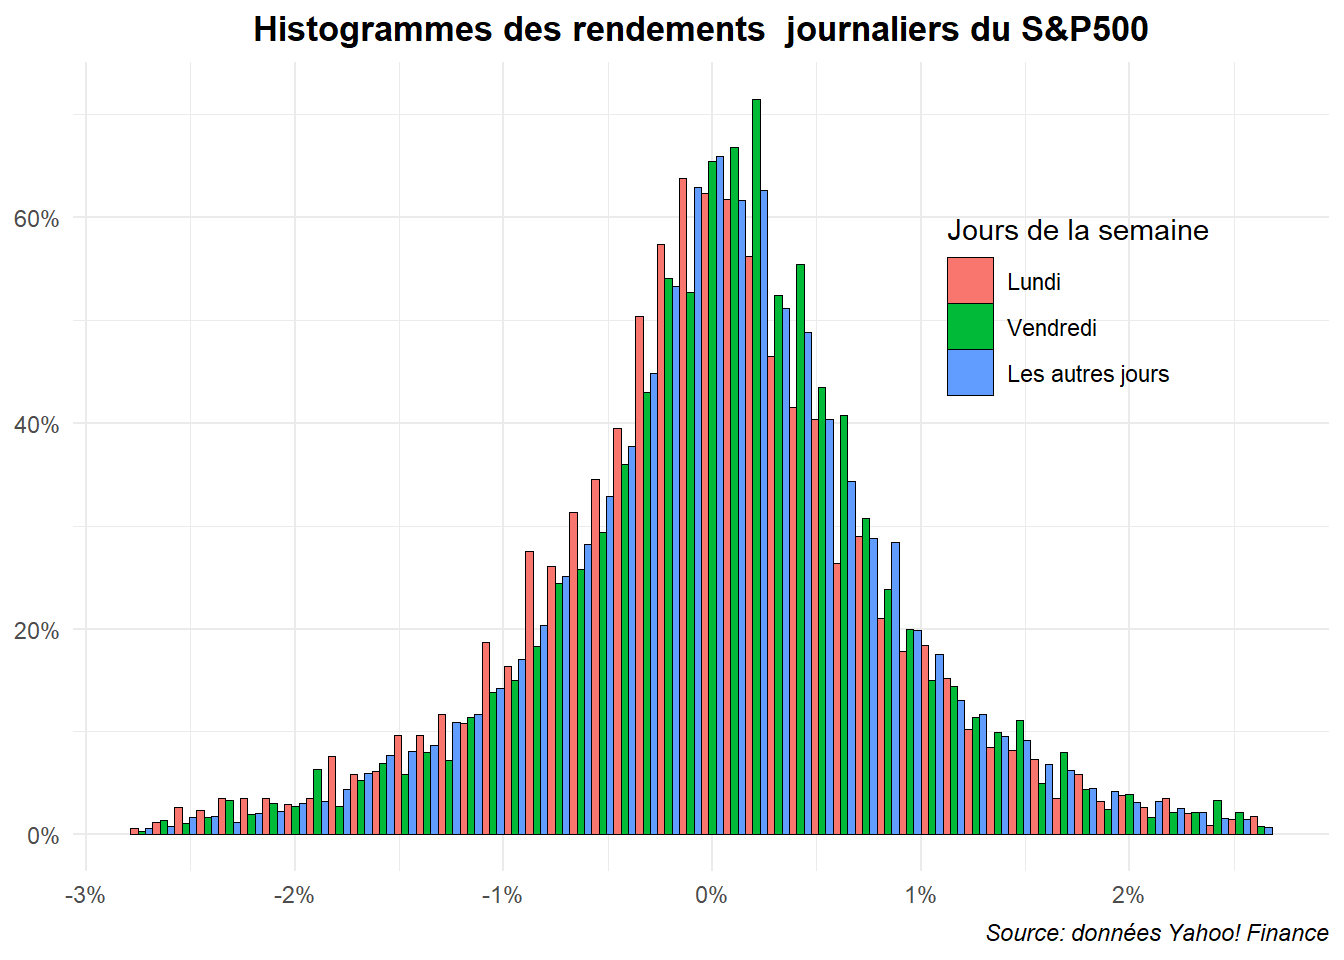 Histogrammes des rendements  journaliers du S&P500
60%
40%
20%
0%
Jours de la semaine
Lundi
Vendredi
Les autres jours
-3% -2% -1% 0% 1% 2%
Source: données Yahoo! Finance